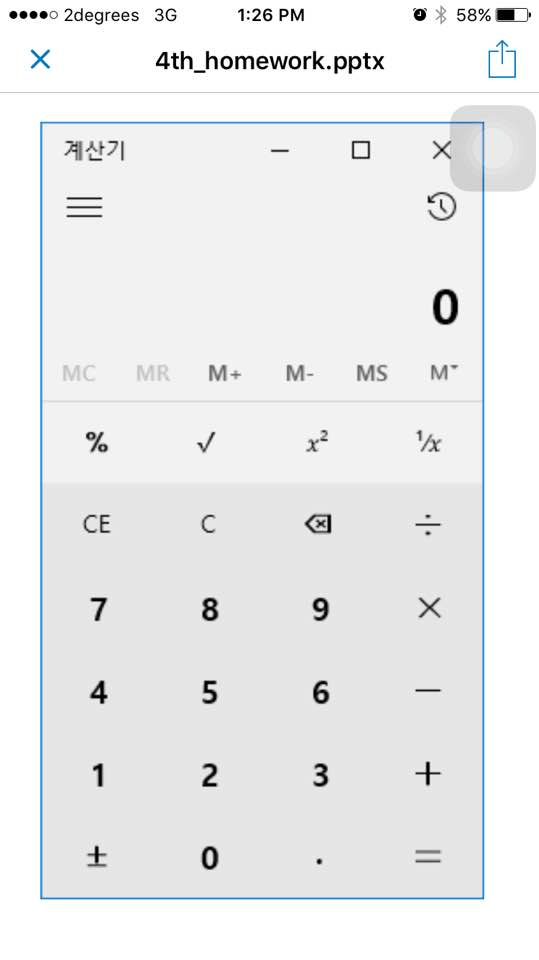 2degrees 3G 1:26 PM 58%
4th_homework.pptx
계산기
0
MC MR M+ M- MS M˅
% √ x² ¹/x
CE C ÷
7 8 9 ×
4 5 6 −
1 2 3 +
± 0 . =